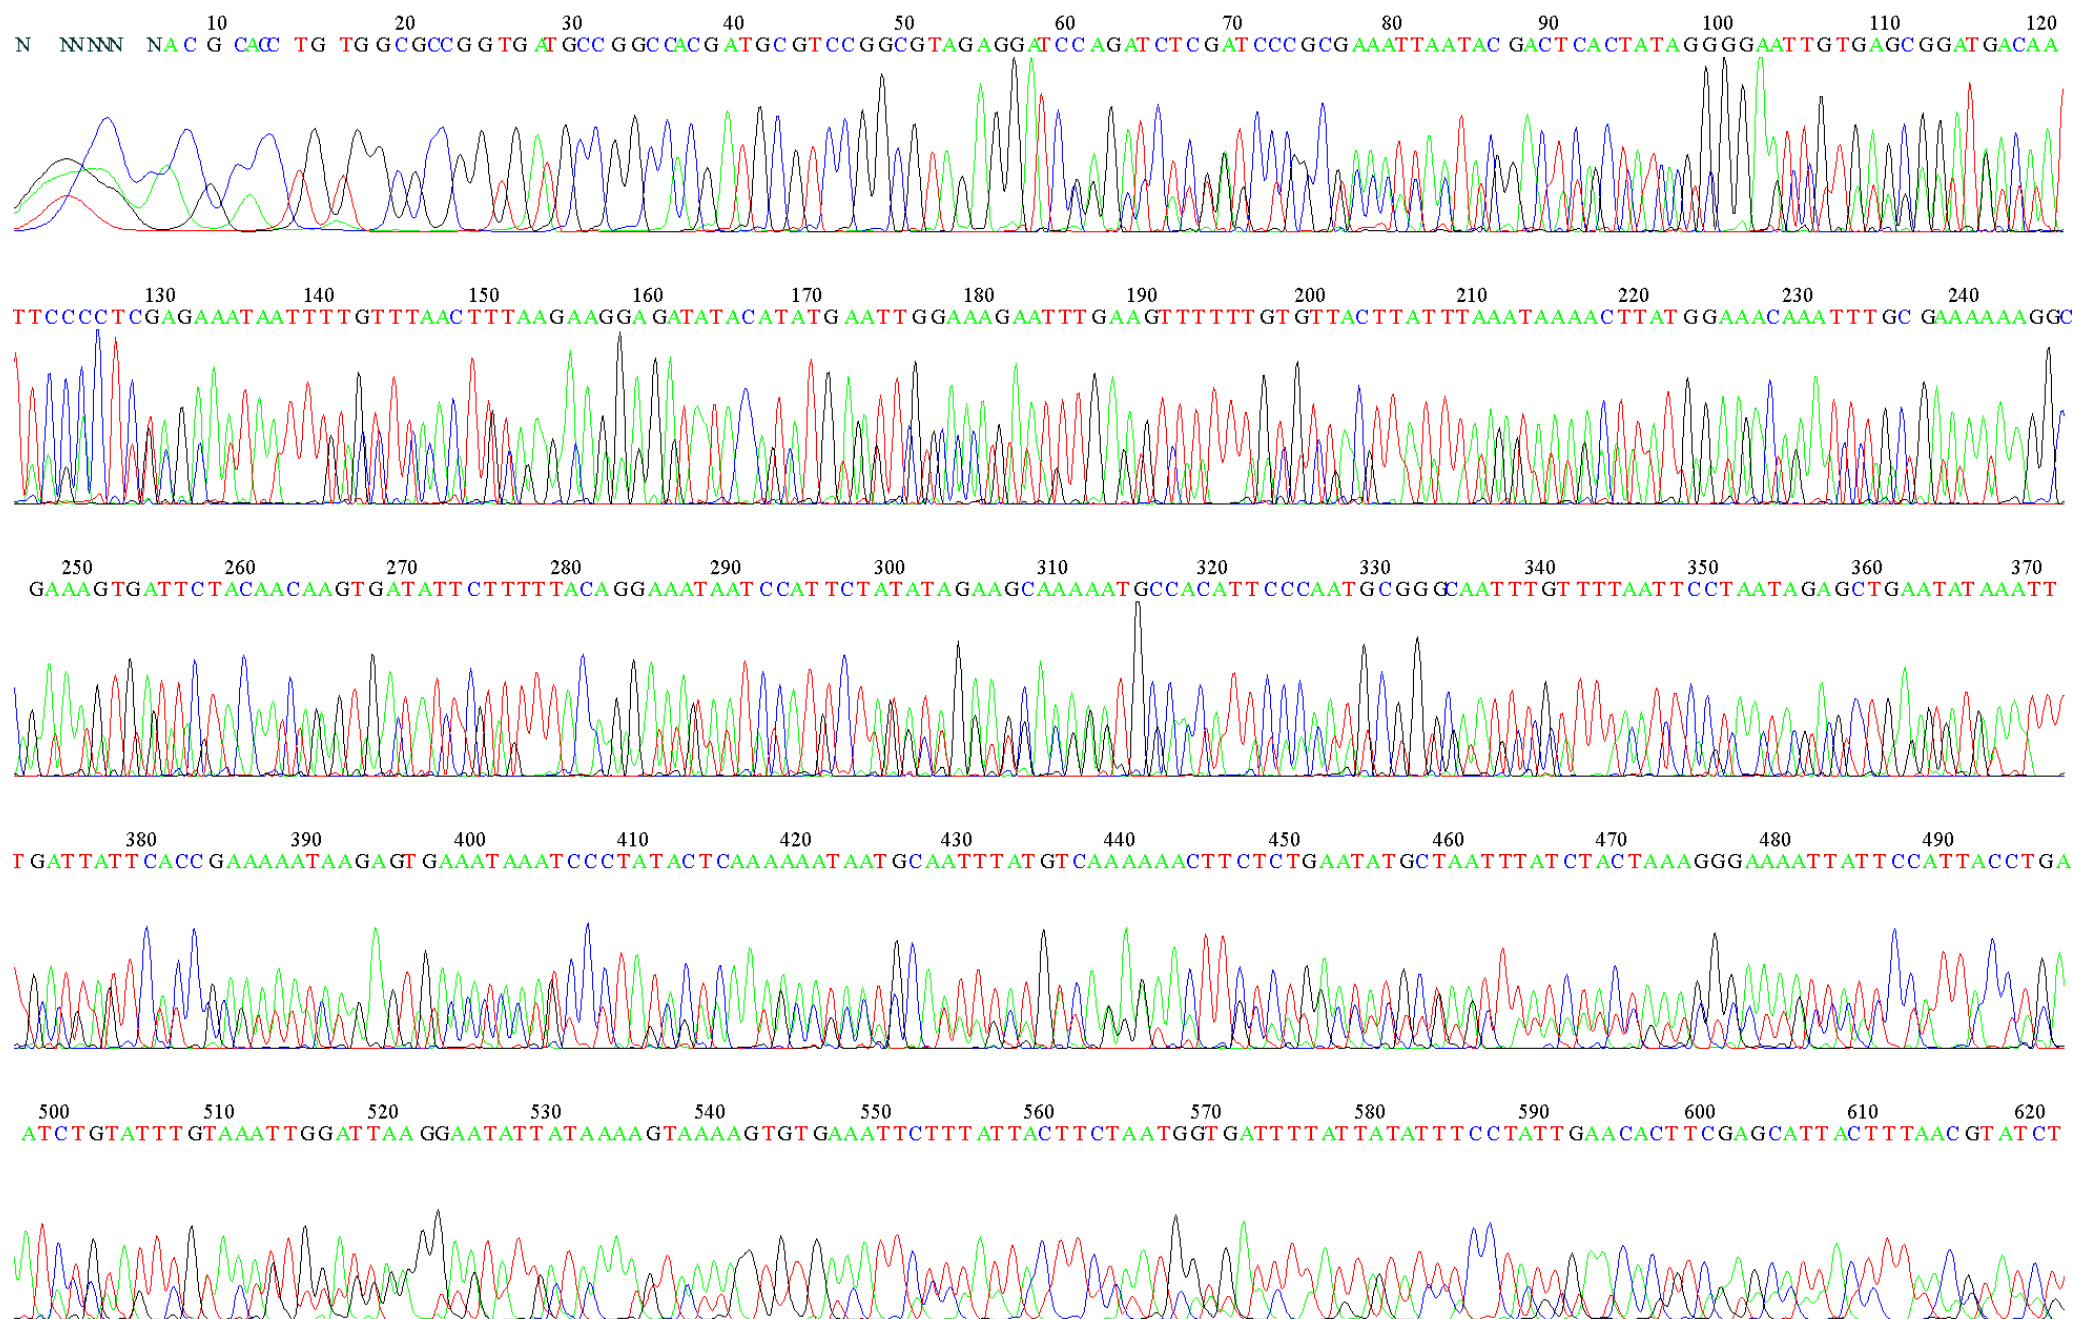 10 20 30 40 50 60 70 80 90 100 110 120
N NNNNN NA C G CACC TG TGGCGCCGGTGATGCCGGCCACGATGCGTCCGGCGTAGAGGATCCAGATCTCGATCCCGCGAAATTAATACGACTCACTATAGGGGAATTGTGAGCGGATGACAA
130 140 150 160 170 180 190 200 210 220 230 240
TTCCCCTCGAGAAATAATTTTGTTTAACTTTAAGAAGGAGATATACATATGAATTGGAAAGAATTTGAAGTTTTTTGTGTTACTTATTTAAATAAAACTTATGGAAACAAATTTGCGAAAAAAGGC
250 260 270 280 290 300 310 320 330 340 350 360 370
GAAAGTGATTCTACAACAAGTGATATTCTTTTTACAGGAAATAATCCATTCTATATAGAAGCAAAAATGCCACATTCCCAATGCGGGCAATTTGTTTTAATTCCTAATAGAGCTGAATATAAATT
380 390 400 410 420 430 440 450 460 470 480 490
TGATTATTCACCGAAAAATAAGAGTGAAATAAATCCCTATACTCAAAAAATAATGCAATTTATGTCAAAAAACTTCTCTGAATATGCTAATTTATCTACTAAAGGGAAAATTATTCCATTACCTGA
500 510 520 530 540 550 560 570 580 590 600 610 620
ATCTGTATTTGTAAATTGGATTAAGGAATATTATAAAAGTAAAAGTGTGAAATTCTTTATTACTTCTAATGGTGATTTTATTATATTTCCTATTGAACACTTCGAGCATTACTTTAACGTATCT